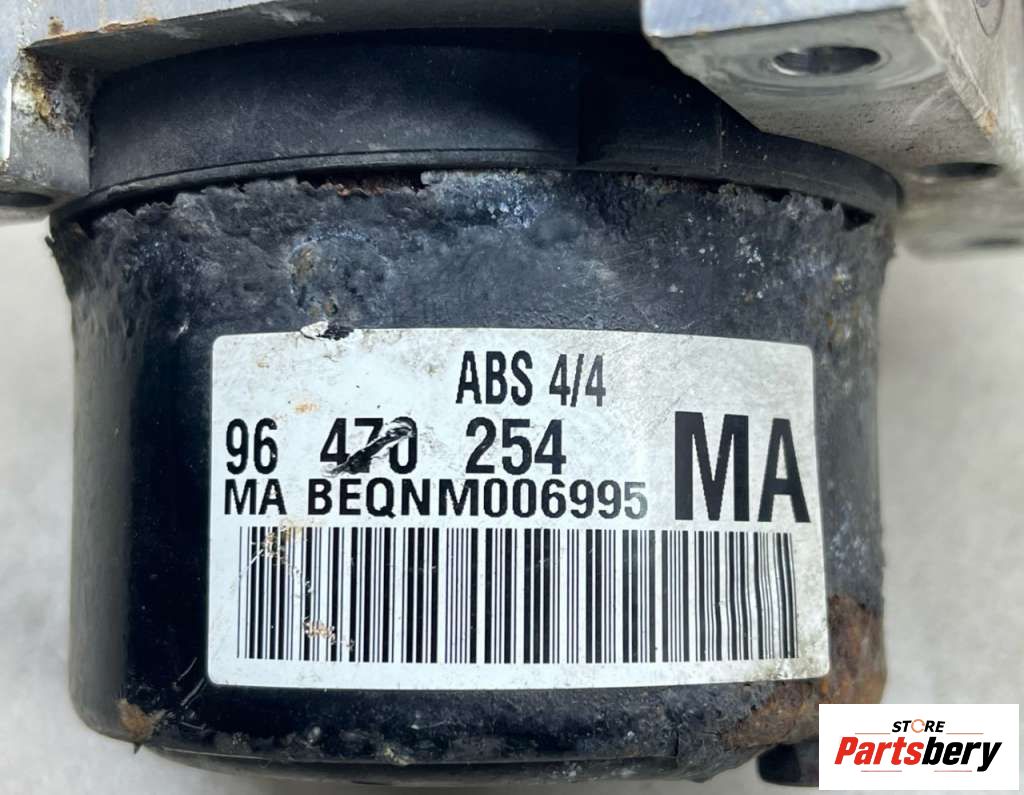 ABS 4/4
96 470 254
MA
MA BEQNM006995
STORE
Partsbery